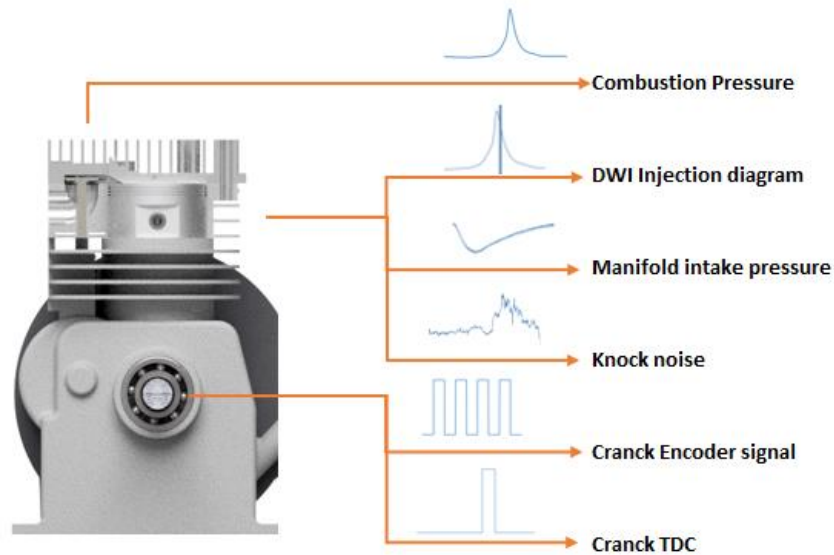 Combustion Pressure
DWI Injection diagram
Manifold intake pressure
Knock noise
Cranck Encoder signal
Cranck TDC